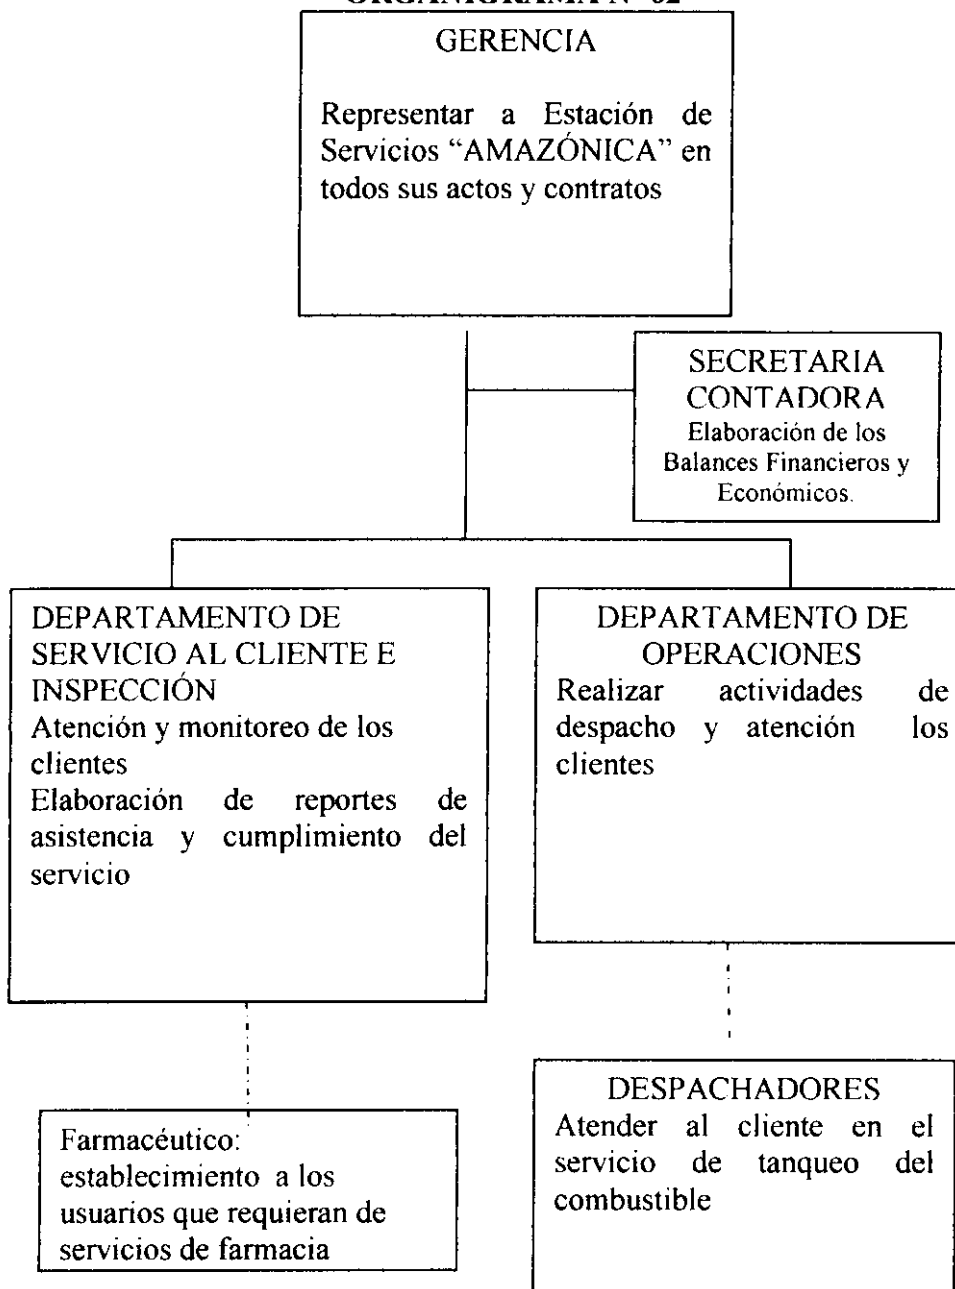 ORGANIGRAMA N° 02
GERENCIA
Representar a Estación de
Servicios “AMAZÓNICA” en
todos sus actos y contratos
SECRETARIA
CONTADORA
Elaboración de los
Balances Financieros y
Económicos.
DEPARTAMENTO DE
SERVICIO AL CLIENTE E
INSPECCIÓN
Atención y monitoreo de los
clientes
Elaboración de reportes de
asistencia y cumplimiento del
servicio
DEPARTAMENTO DE
OPERACIONES
Realizar actividades de
despacho y atención los
clientes
Farmacéutico:
establecimiento a los
usuarios que requieran de
servicios de farmacia
DESPACHADORES
Atender al cliente en el
servicio de tanqueo del
combustible